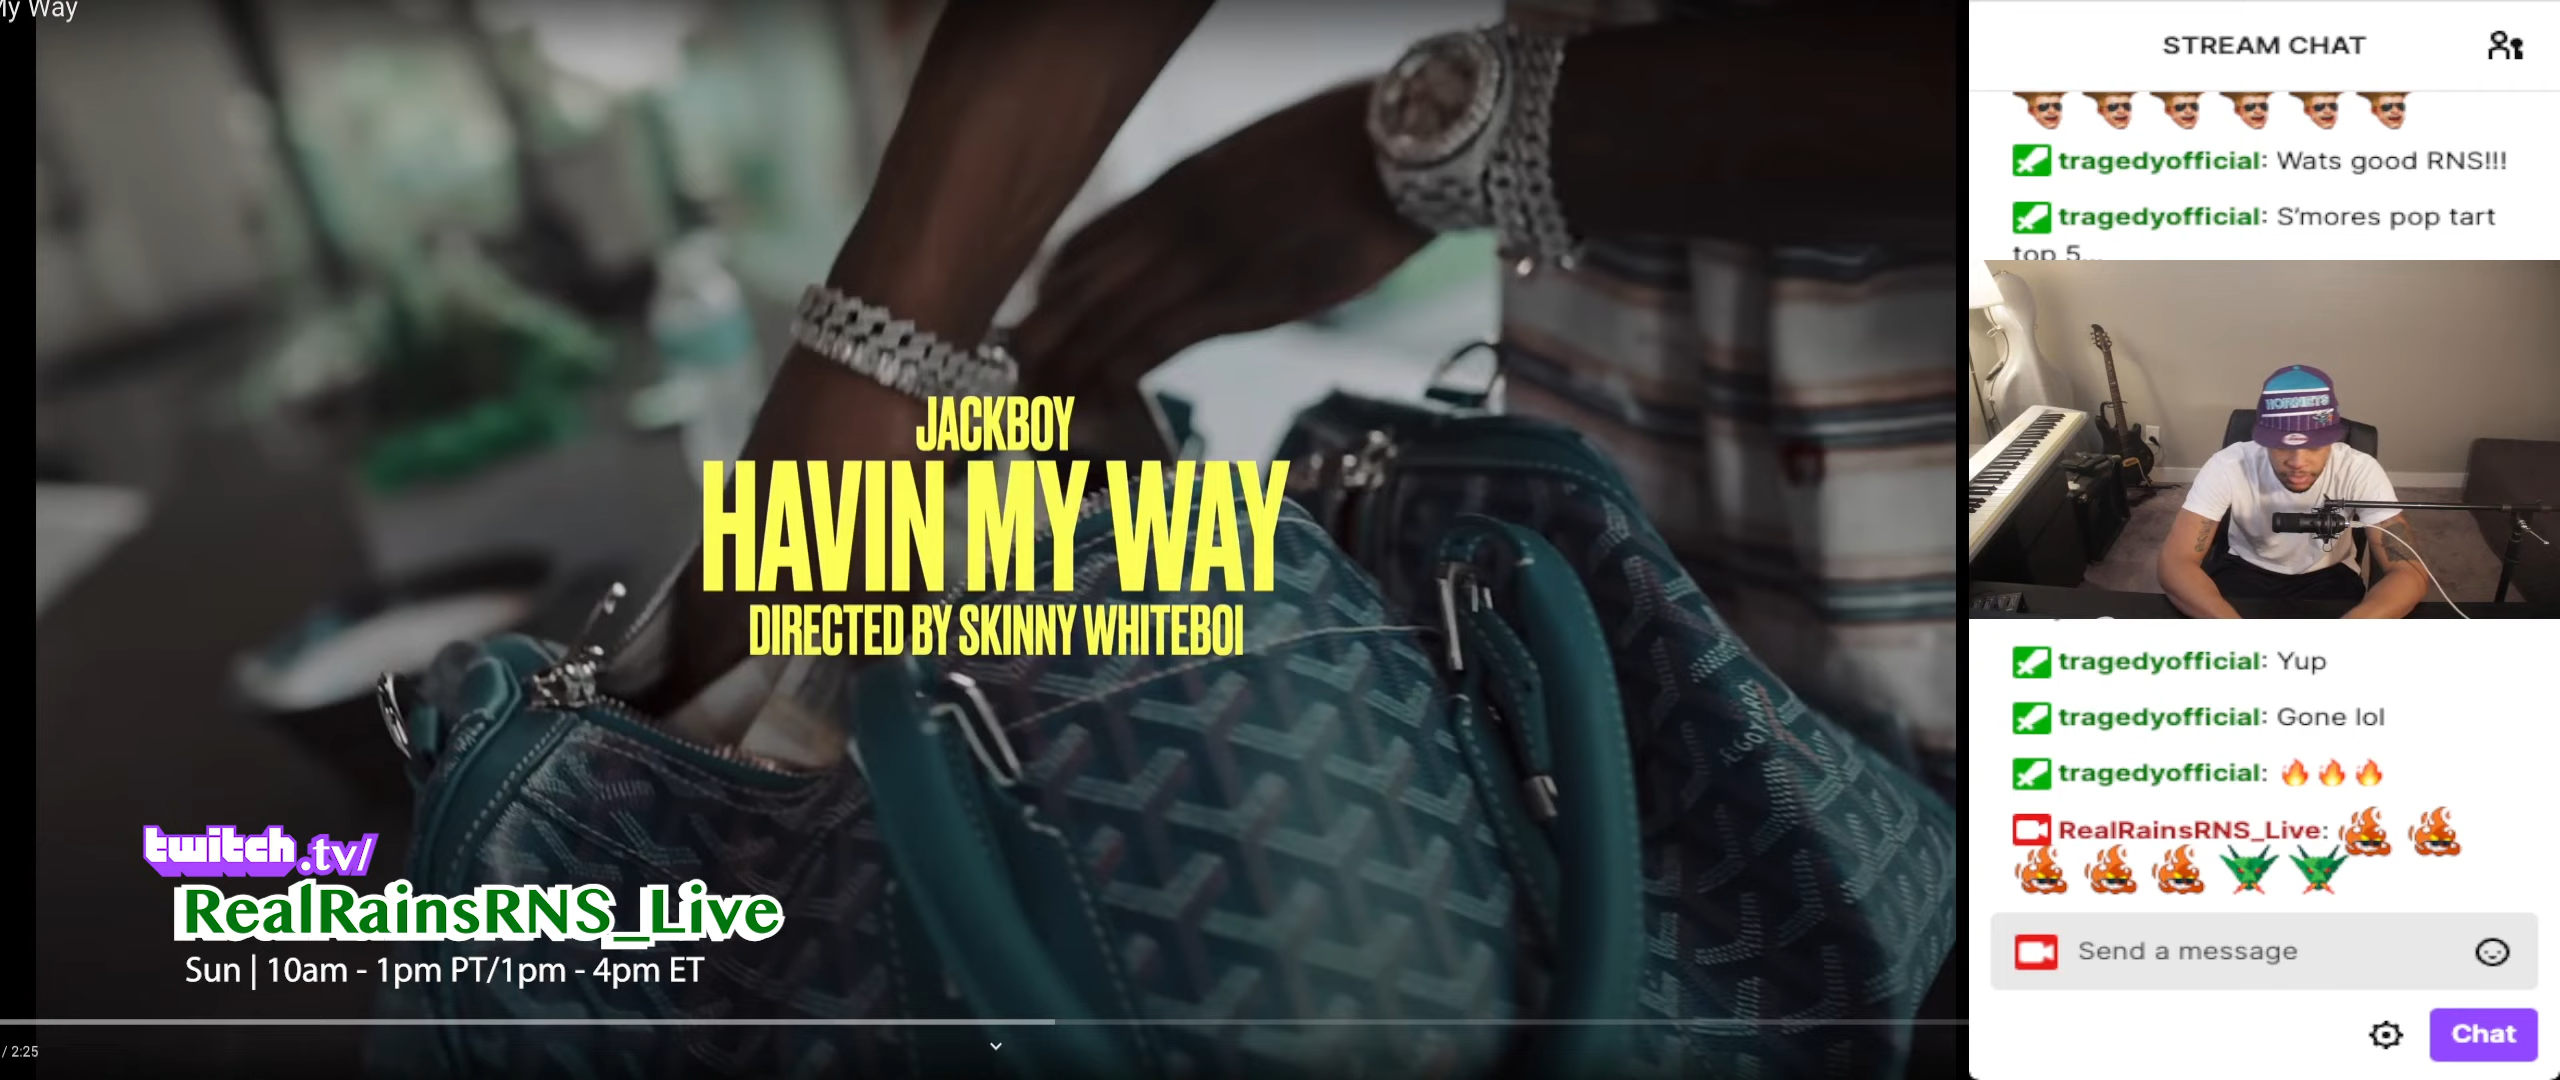 My Way
JACKBOY
HAVIN MY WAY
DIRECTED BY SKINNY WHITEBOI
GOYARD
twitch.tv/
RealRainsRNS_Live
Sun | 10am - 1pm PT/1pm - 4pm ET
/ 2:25
STREAM CHAT
tragedyofficial: Wats good RNS!!!
tragedyofficial: S'mores pop tart
top 5...
HORNETS
tragedyofficial: Yup
tragedyofficial: Gone lol
tragedyofficial: 🔥🔥🔥
RealRainsRNS_Live:
Send a message
Chat